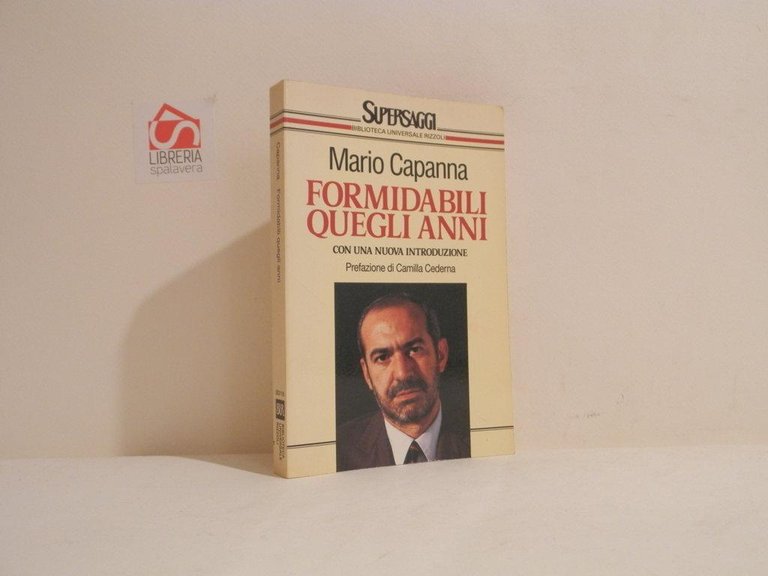 LIBRERIA
spalavera
SUPERSAGGI
BIBLIOTECA UNIVERSALE RIZZOLI
Mario Capanna
FORMIDABILI
QUEGLI ANNI
CON UNA NUOVA INTRODUZIONE
Prefazione di Camilla Cederna
Capanna Formidabili quegli anni